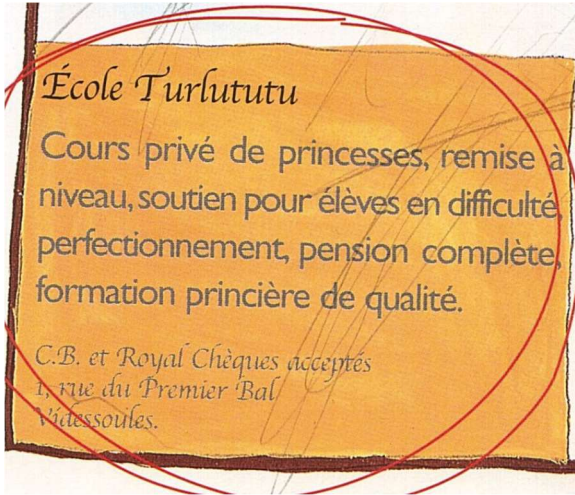 École Turlututu
Cours privé de princesses, remise à
niveau, soutien pour élèves en difficulté,
perfectionnement, pension complète,
formation princière de qualité.
C.B. et Royal Chèques acceptés
1, rue du Premier Bal
Videssoules.